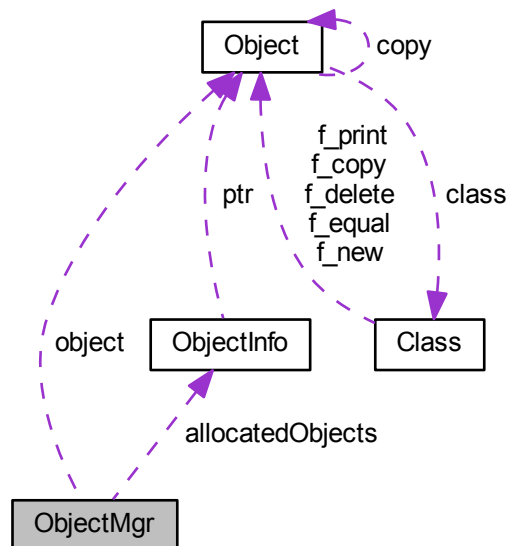 Object
copy
f_print
f_copy
f_delete
f_equal
f_new
ptr
class
object
ObjectInfo
Class
allocatedObjects
ObjectMgr